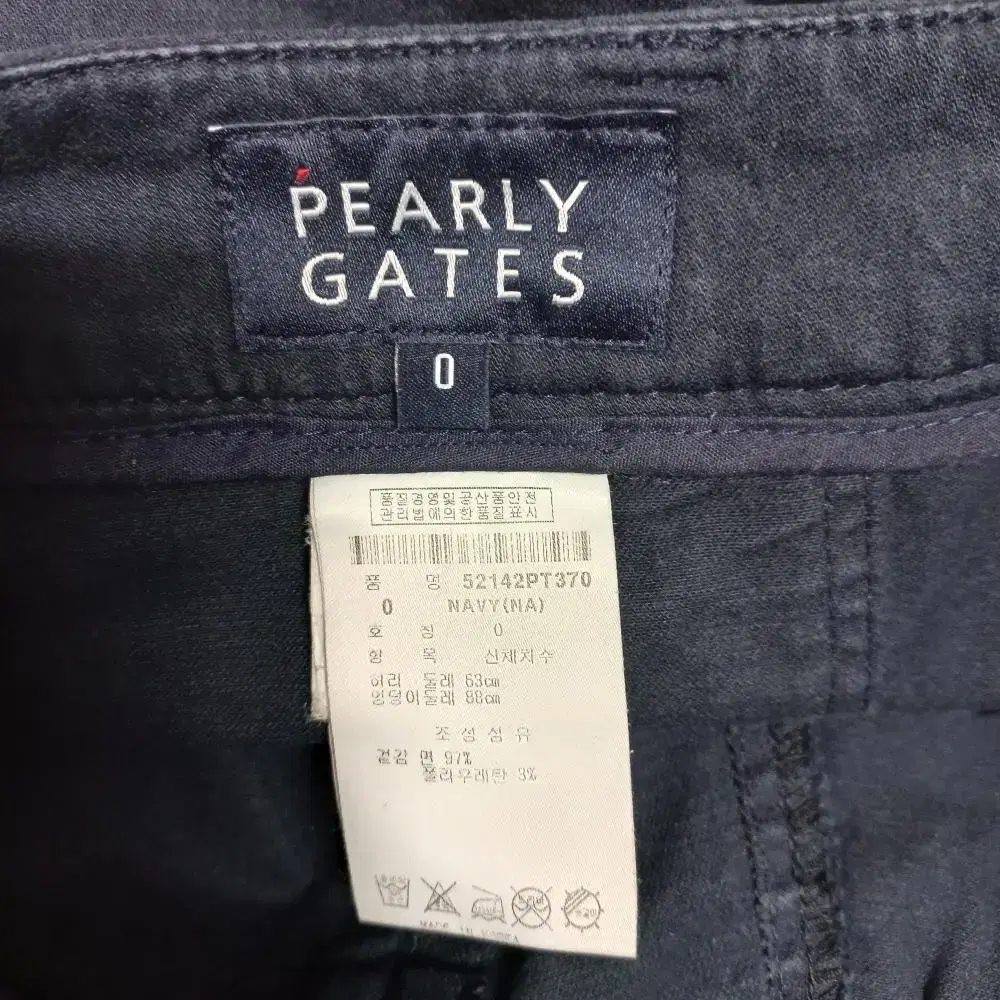 PEARLY
GATES
0
품질경영및공산품안전
관리법에의한품질표시
품 명 52142PT370
0 NAVY(NA)
호 칭 0
항 목 신체치수
허리 둘레 63cm
엉덩이둘레 88cm
조성섬유
겉감 면 97%
폴리우레탄 3%
MADE IN KOREA